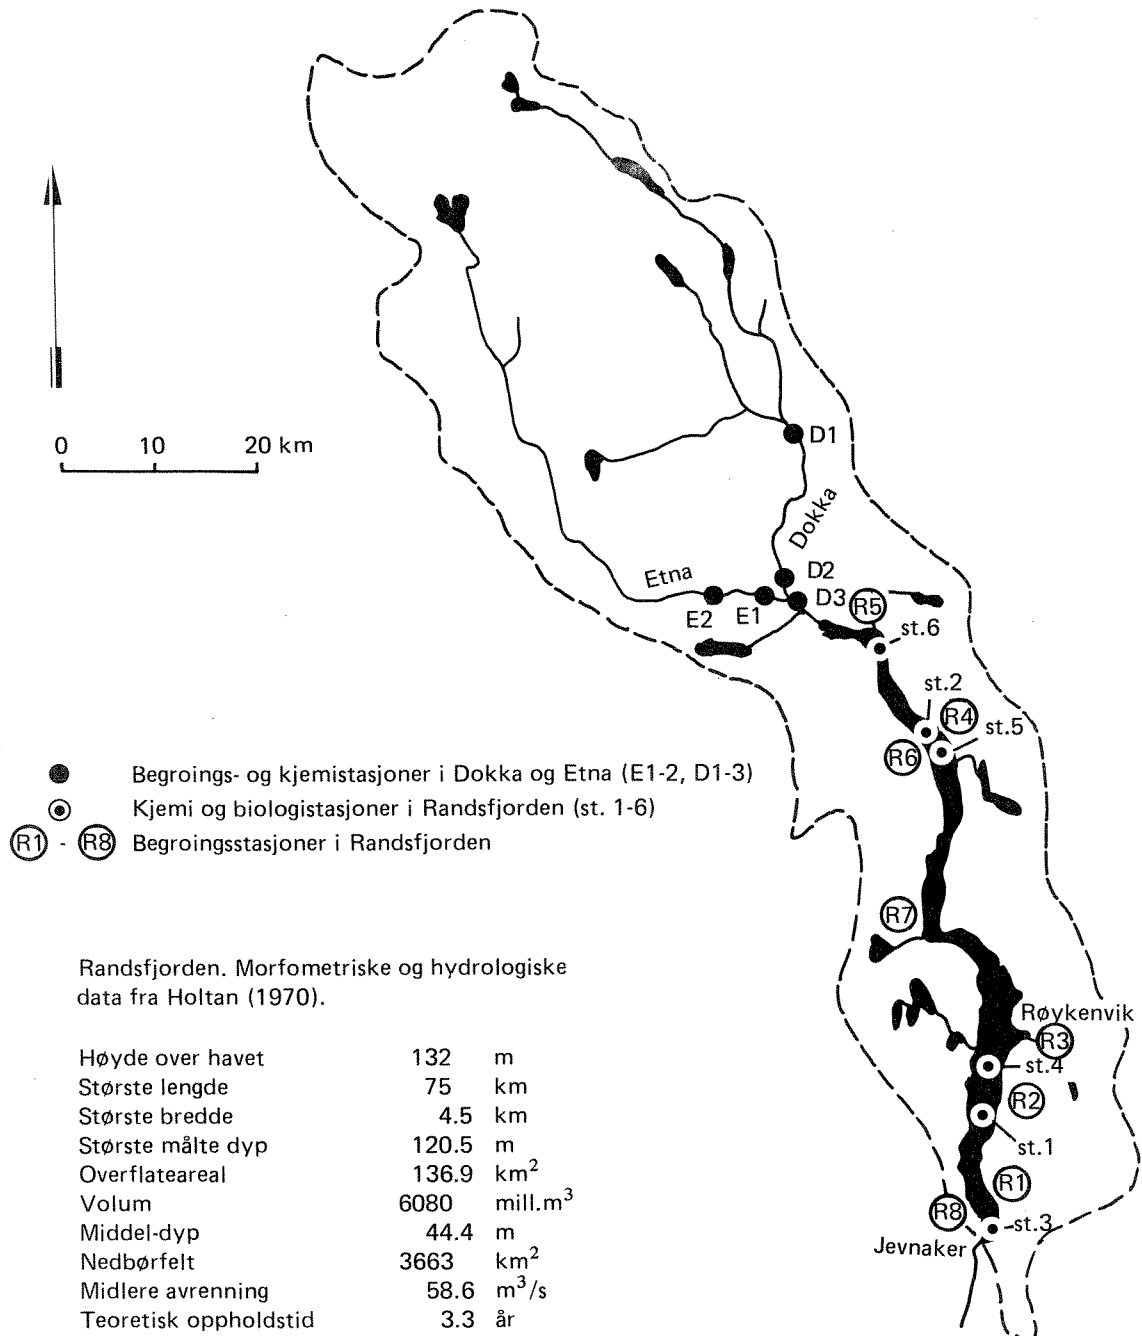 0 10 20 km
D1
Dokka
D2
Etna
D3
R5
E2
E1
st.6
st.2
R4
st.5
R6
Begroings- og kjemistasjoner i Dokka og Etna (E1-2, D1-3)
Kjemi og biologistasjoner i Randsfjorden (st. 1-6)
R1 - R8 Begroingsstasjoner i Randsfjorden
R7
Røykenvik
R3
st.4
R2
st.1
R1
R8
st.3
Jevnaker
Randsfjorden. Morfometriske og hydrologiske
data fra Holtan (1970).
Høyde over havet 132 m
Største lengde 75 km
Største bredde 4.5 km
Største målte dyp 120.5 m
Overflateareal 136.9 km²
Volum 6080 mill.m³
Middel-dyp 44.4 m
Nedbørfelt 3663 km²
Midlere avrenning 58.6 m³/s
Teoretisk oppholdstid 3.3 år